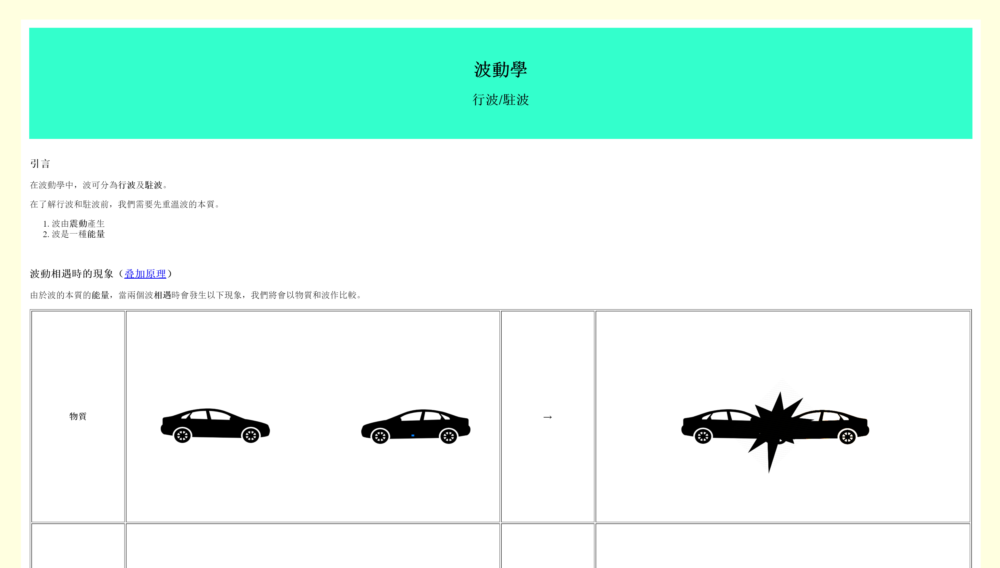 波動學
行波/駐波
引言
在波動學中，波可分為行波及駐波。
在了解行波和駐波前，我們需要先重溫波的本質。
1. 波由震動產生
2. 波是一種能量
波動相遇時的現象（叠加原理）
由於波的本質的能量，當兩個波相遇時會發生以下現象，我們將會以物質和波作比較。
物質
→